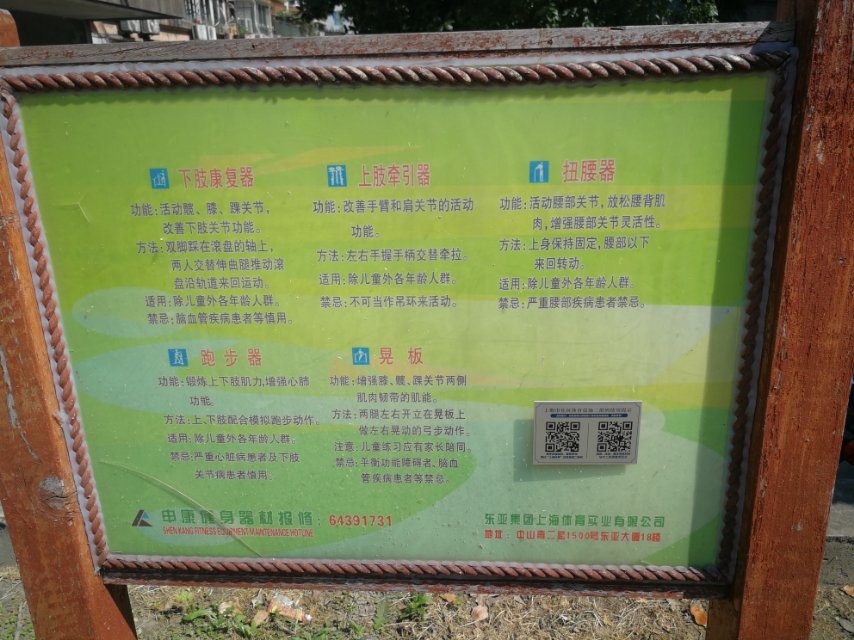 下肢康复器
功能:活动髋、膝、踝关节,
改善下肢关节功能。
方法:双脚踩在滚盘的轴上,
两人交替伸曲腿推动滚
盘沿轨道来回运动。
适用:除儿童外各年龄人群。
禁忌:脑血管疾病患者等慎用。
上肢牵引器
功能:改善手臂和肩关节的活动
功能。
方法:左右手握手柄交替牵拉。
适用:除儿童外各年龄人群。
禁忌:不可当作吊环来活动。
扭腰器
功能:活动腰部关节,放松腰背肌
肉,增强腰部关节灵活性。
方法:上身保持固定,腰部以下
来回转动。
适用:除儿童外各年龄人群。
禁忌:严重腰部疾病患者禁忌。
跑步器
功能:锻炼上下肢肌力,增强心肺
功能。
方法:上、下肢配合模拟跑步动作。
适用:除儿童外各年龄人群。
禁忌:严重心脏病患者及下肢
关节病患者慎用。
晃板
功能:增强膝、髋、踝关节两侧
肌肉韧带的肌能。
方法:两腿左右开立在晃板上
做左右晃动的弓步动作。
注意:儿童练习应有家长陪同。
禁忌:平衡功能障碍者、脑血
管疾病患者等禁忌。
申康健身器材报修:64391731
SHEN KANG FITNESS EQUIPMENT MAINTENANCE HOTLINE
东亚集团上海体育实业有限公司
地址:中山南二路1500号东亚大厦18楼